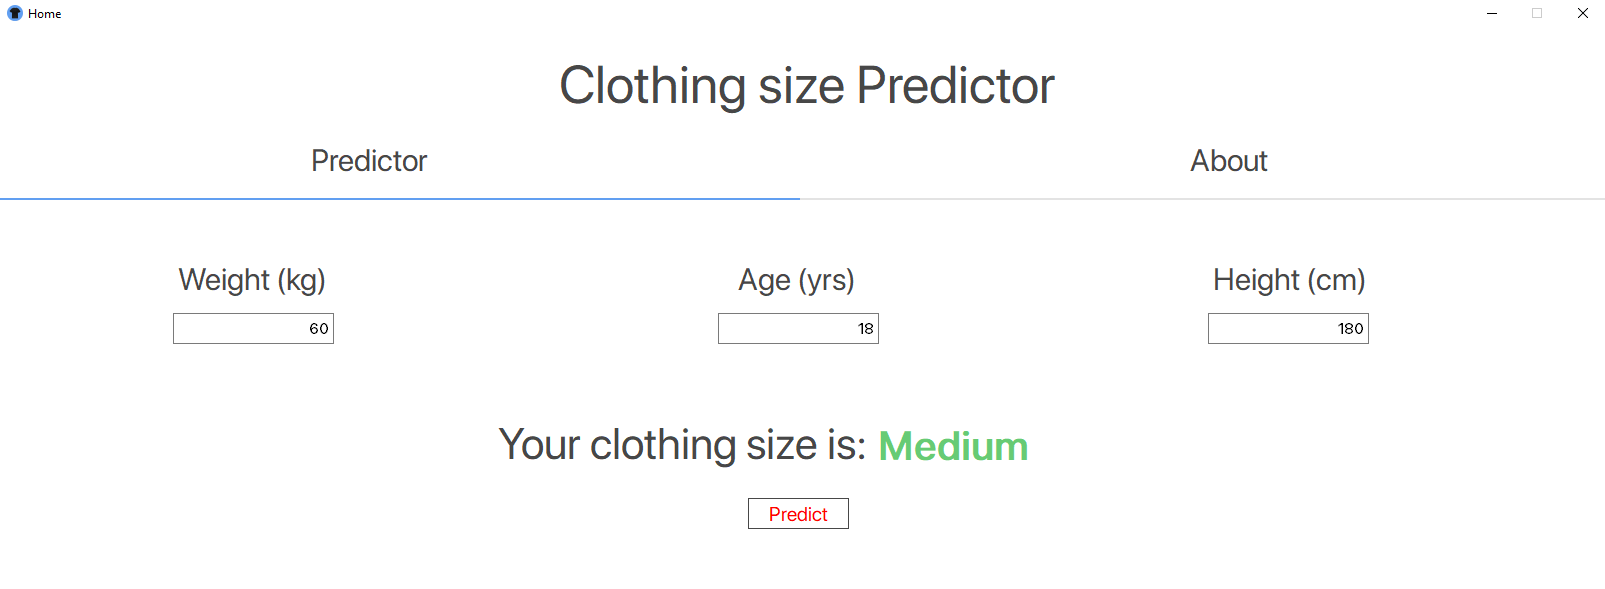 Home
Clothing size Predictor
Predictor About
Weight (kg) Age (yrs) Height (cm)
60 18 180
Your clothing size is: Medium
Predict